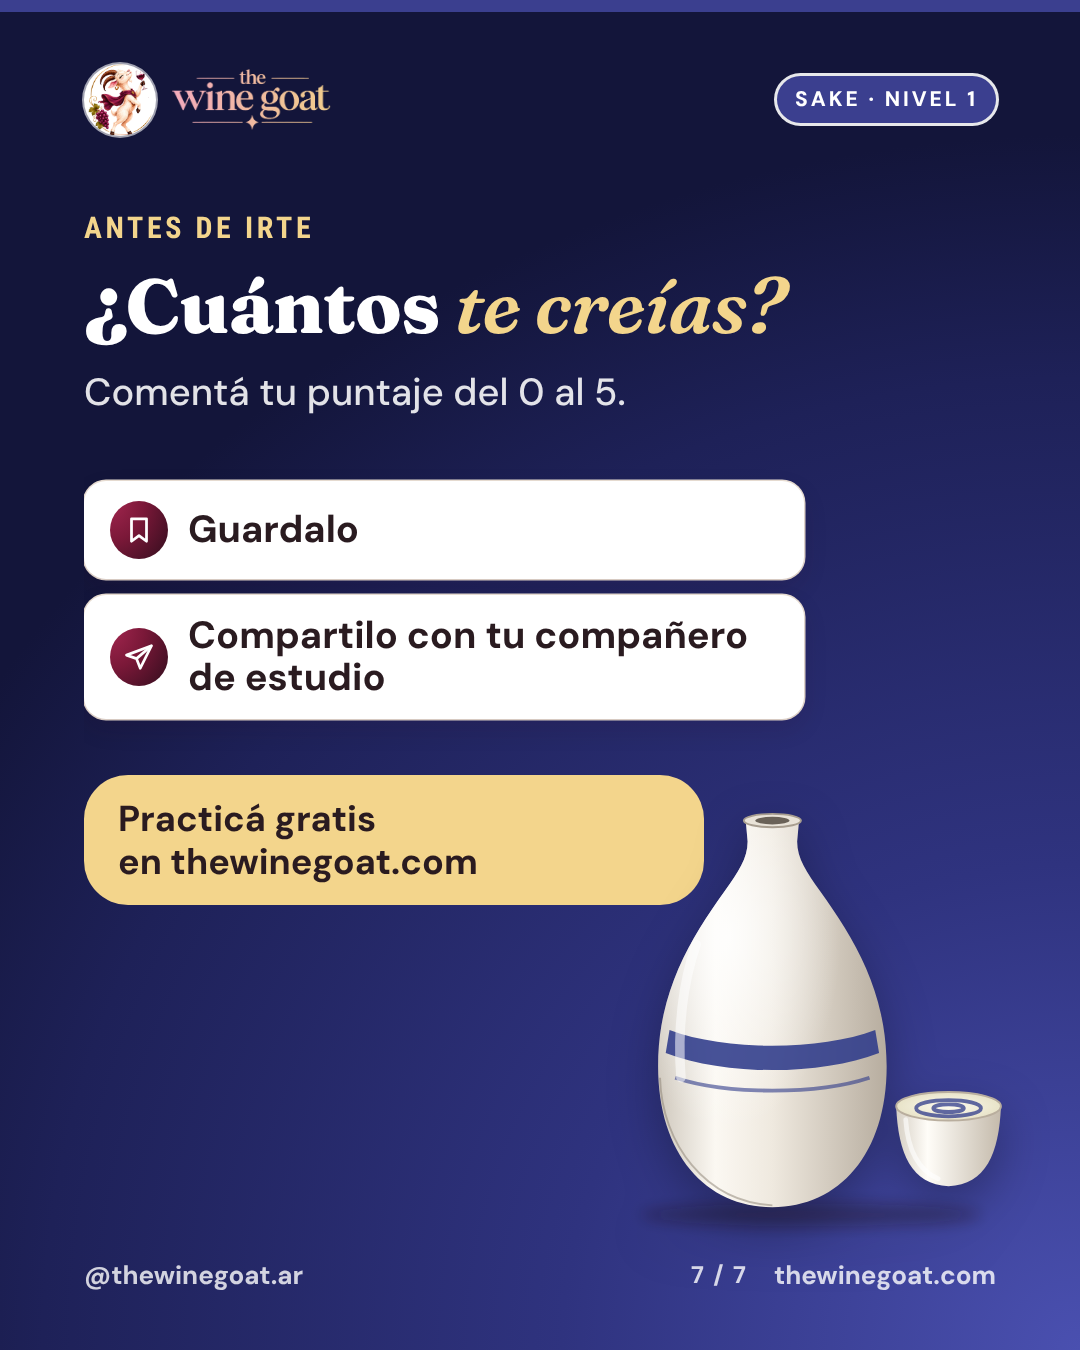 the
wine goat
SAKE · NIVEL 1
ANTES DE IRTE
¿Cuántos te creías?
Comentá tu puntaje del 0 al 5.
Guardalo
Compartilo con tu compañero
de estudio
Practicá gratis
en thewinegoat.com
@thewinegoat.ar
7 / 7 thewinegoat.com